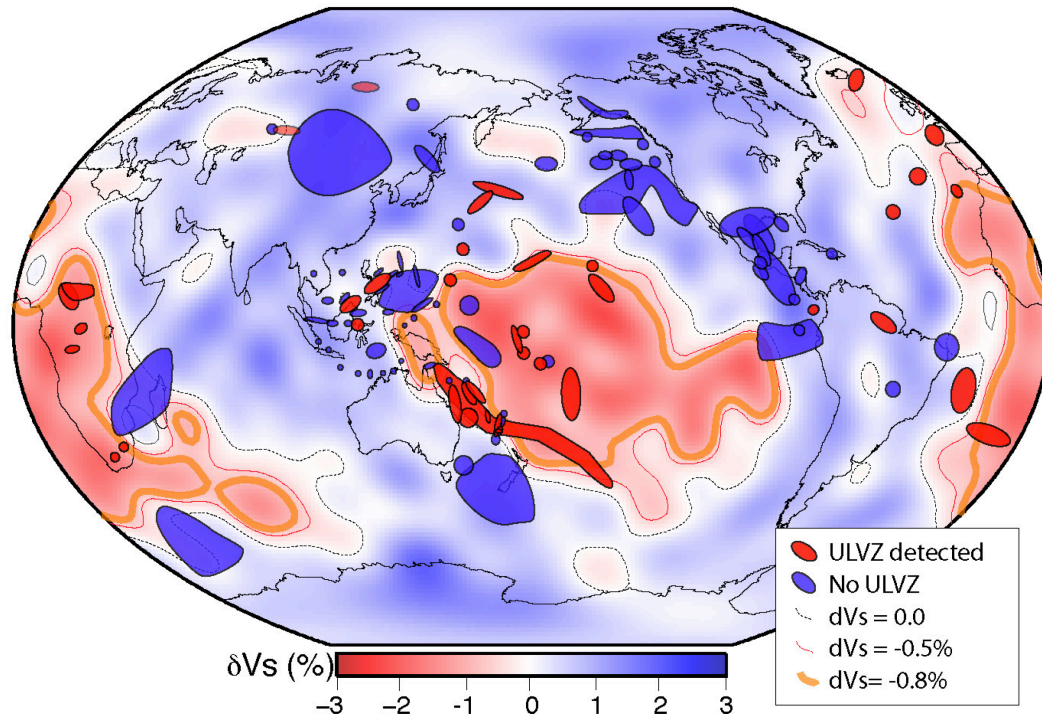 ULVZ detected
No ULVZ
dVs = 0.0
dVs = -0.5%
dVs= -0.8%
δVs (%)
−3 −2 -1 0 1 2 3